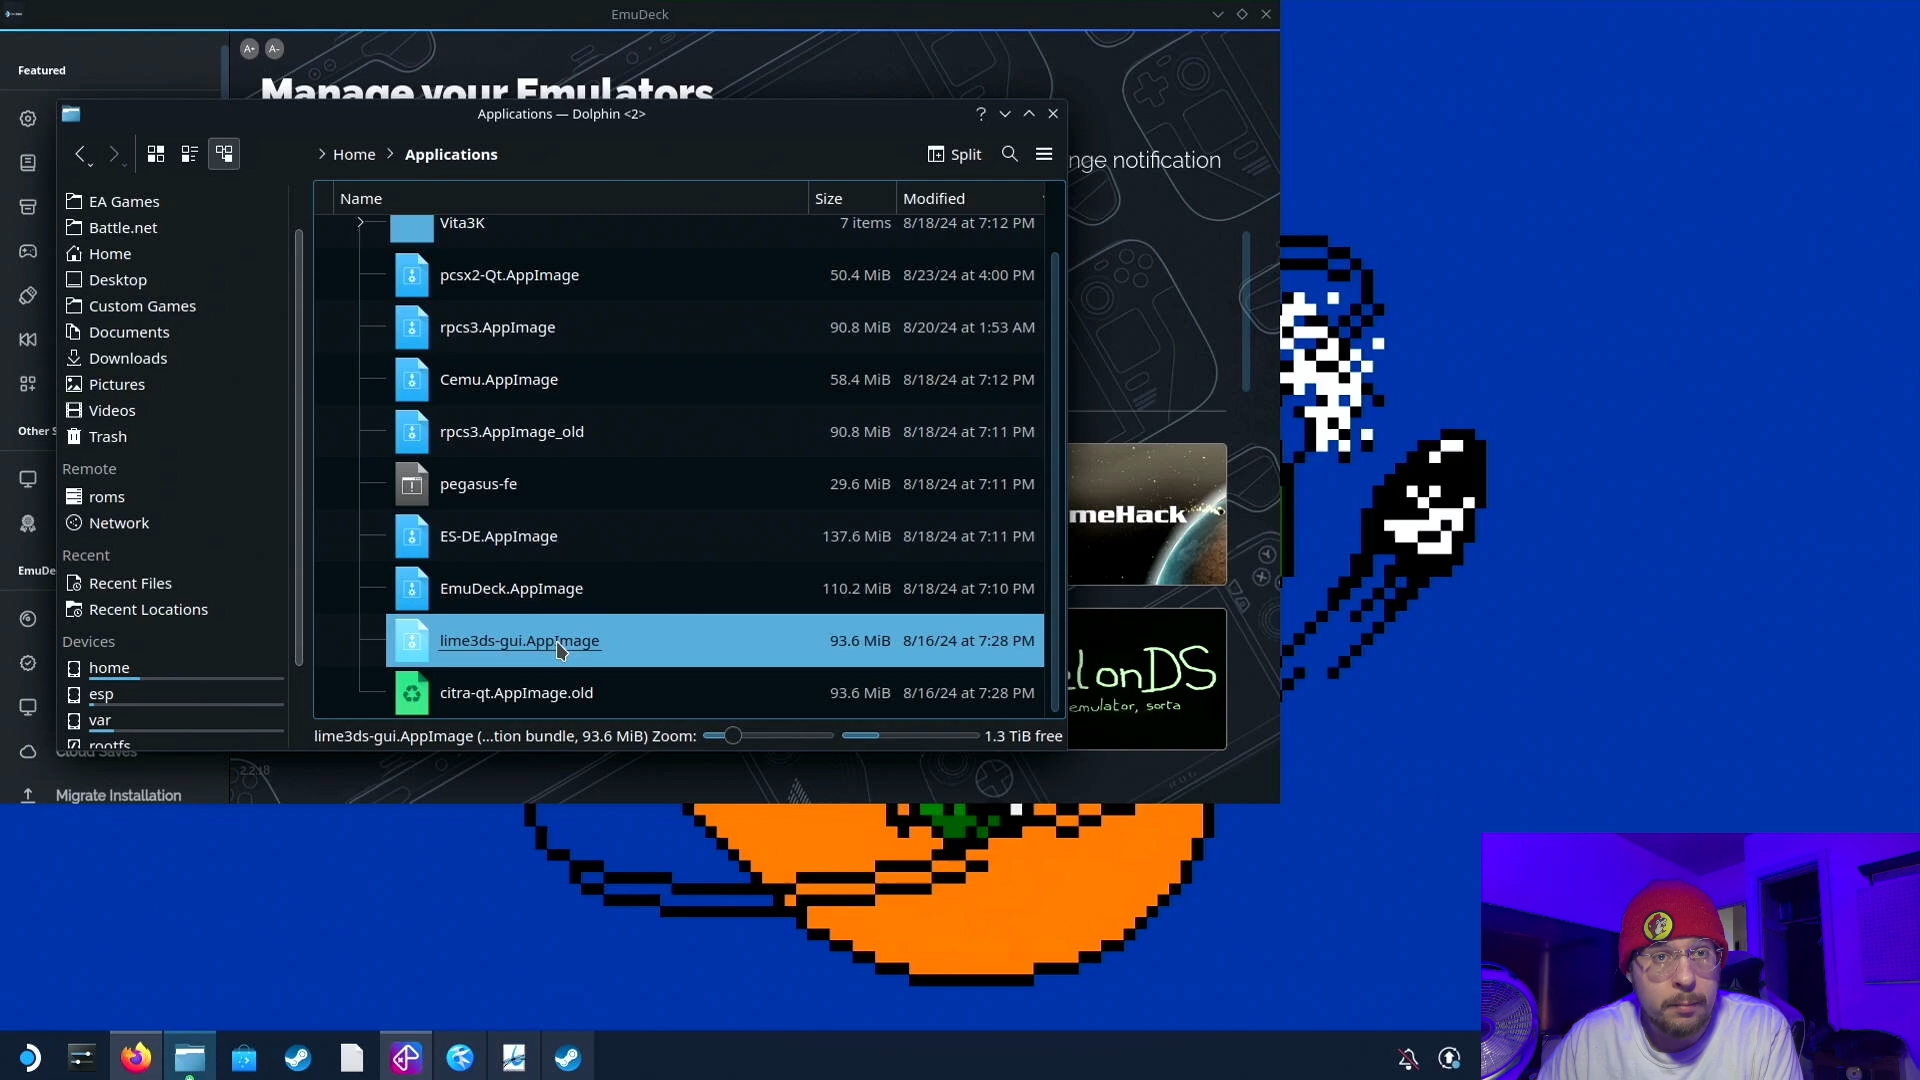 EmuDeck
A+ A-
Featured
Manage your Emulators
Applications — Dolphin <2>
nge notification
Home
Applications
Split
Name
Size
Modified
EA Games
Battle.net
Home
Desktop
Custom Games
Documents
Downloads
Pictures
Videos
Trash
Remote
roms
Network
Recent
Recent Files
Recent Locations
Devices
home
esp
var
rootfs
Vita3K
7 items
8/18/24 at 7:12 PM
pcsx2-Qt.AppImage
50.4 MiB
8/23/24 at 4:00 PM
rpcs3.AppImage
90.8 MiB
8/20/24 at 1:53 AM
Cemu.AppImage
58.4 MiB
8/18/24 at 7:12 PM
rpcs3.AppImage_old
90.8 MiB
8/18/24 at 7:11 PM
pegasus-fe
29.6 MiB
8/18/24 at 7:11 PM
ES-DE.AppImage
137.6 MiB
8/18/24 at 7:11 PM
EmuDeck.AppImage
110.2 MiB
8/18/24 at 7:10 PM
lime3ds-gui.AppImage
93.6 MiB
8/16/24 at 7:28 PM
citra-qt.AppImage.old
93.6 MiB
8/16/24 at 7:28 PM
lime3ds-gui.AppImage (...tion bundle, 93.6 MiB)
Zoom:
1.3 TiB free
Other S
EmuDe
Cloud Saves
Migrate Installation
2.2.18
meHack
lonDS
emulator, sorta